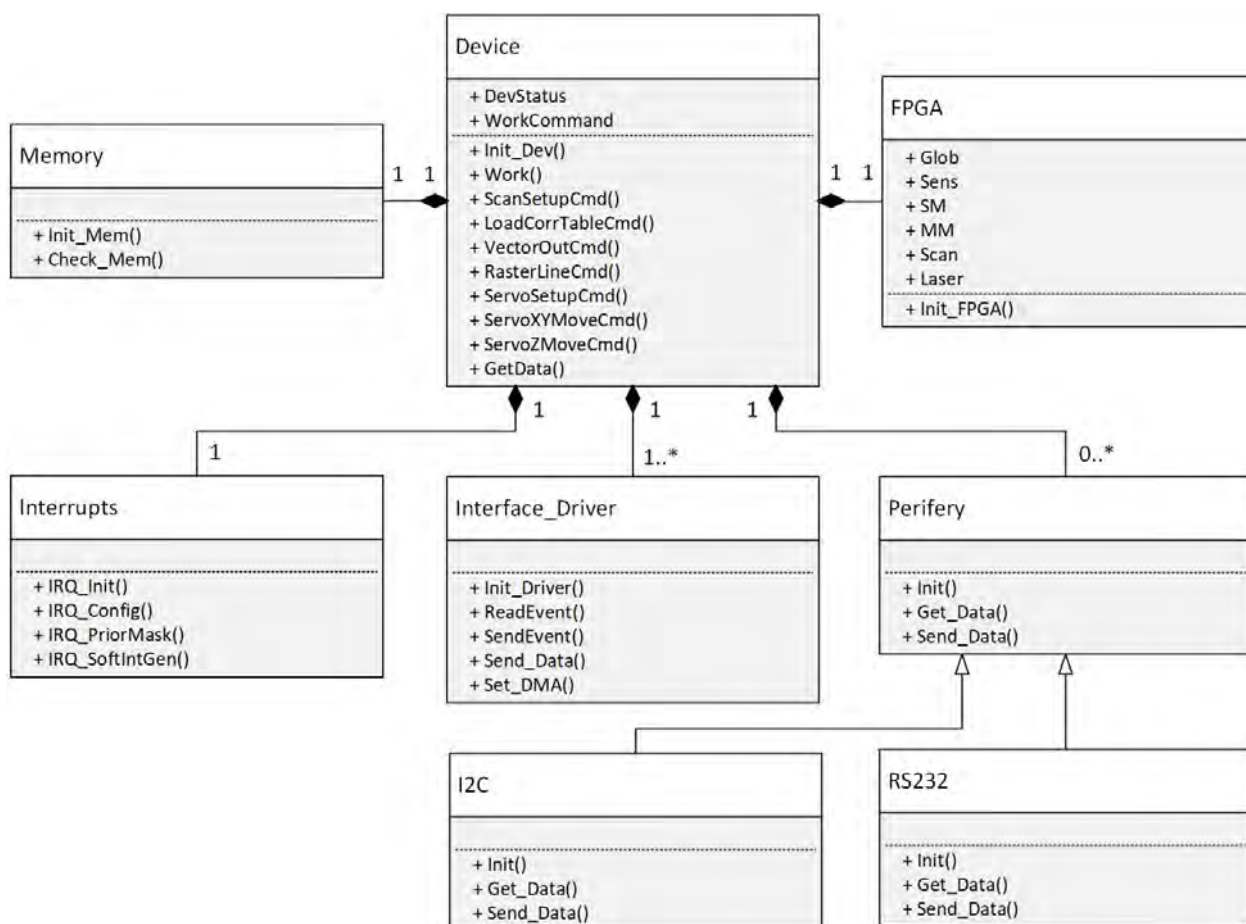 Device
+ DevStatus
+ WorkCommand
+ Init_Dev()
+ Work()
+ ScanSetupCmd()
+ LoadCorrTableCmd()
+ VectorOutCmd()
+ RasterLineCmd()
+ ServoSetupCmd()
+ ServoXYMoveCmd()
+ ServoZMoveCmd()
+ GetData()
Memory
+ Init_Mem()
+ Check_Mem()
1 1
FPGA
+ Glob
+ Sens
+ SM
+ MM
+ Scan
+ Laser
+ Init_FPGA()
1 1
1
1
1
1
1..*
0..*
Interrupts
+ IRQ_Init()
+ IRQ_Config()
+ IRQ_PriorMask()
+ IRQ_SoftIntGen()
Interface_Driver
+ Init_Driver()
+ ReadEvent()
+ SendEvent()
+ Send_Data()
+ Set_DMA()
Perifery
+ Init()
+ Get_Data()
+ Send_Data()
I2C
+ Init()
+ Get_Data()
+ Send_Data()
RS232
+ Init()
+ Get_Data()
+ Send_Data()